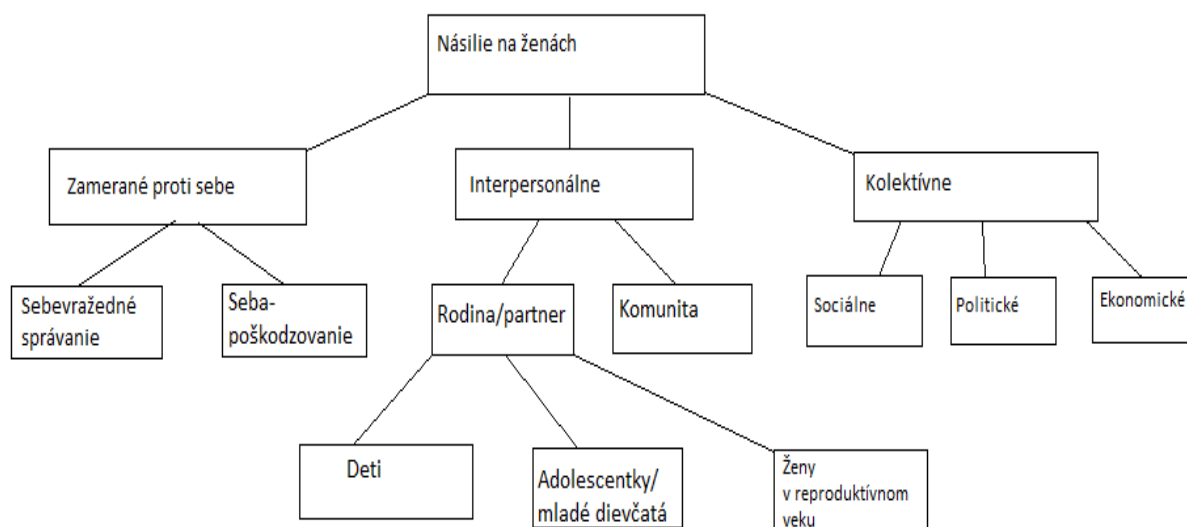 Násilie na ženách
Zamerané proti sebe
Interpersonálne
Kolektívne
Sebevražedné
správanie
Seba-
poškodzovanie
Rodina/partner
Komunita
Sociálne
Politické
Ekonomické
Deti
Adolescentky/
mladé dievčatá
Ženy
v reproduktívnom
veku